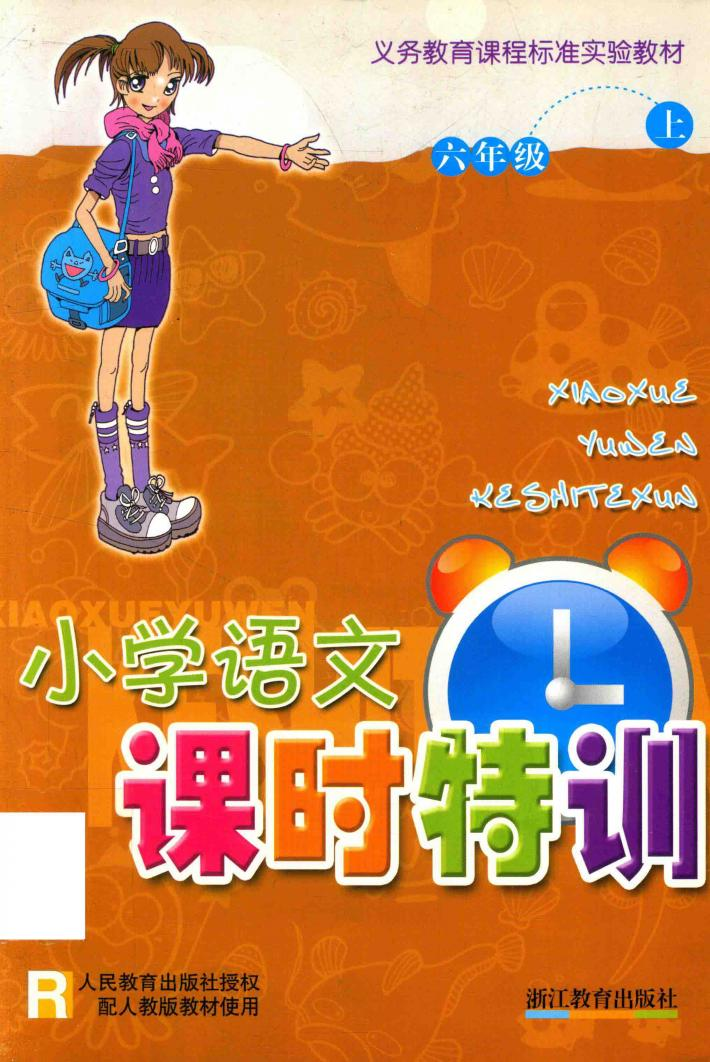 义务教育课程标准实验教材
六年级 上
XIAOXUE
YUWEN
KESHITEXUN
XIAOXUEYUWEN
小学语文
课时特训
R
人民教育出版社授权
配人教版教材使用
浙江教育出版社